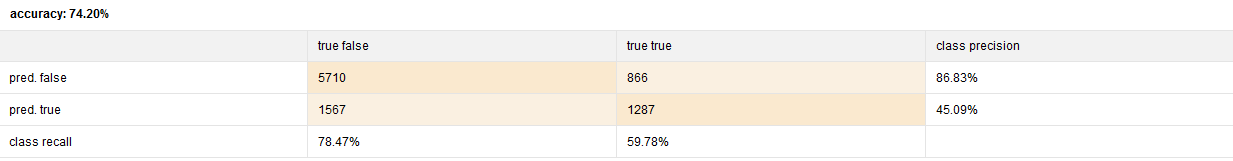 accuracy: 74.20%
true false true true class precision
pred. false 5710 866 86.83%
pred. true 1567 1287 45.09%
class recall 78.47% 59.78%